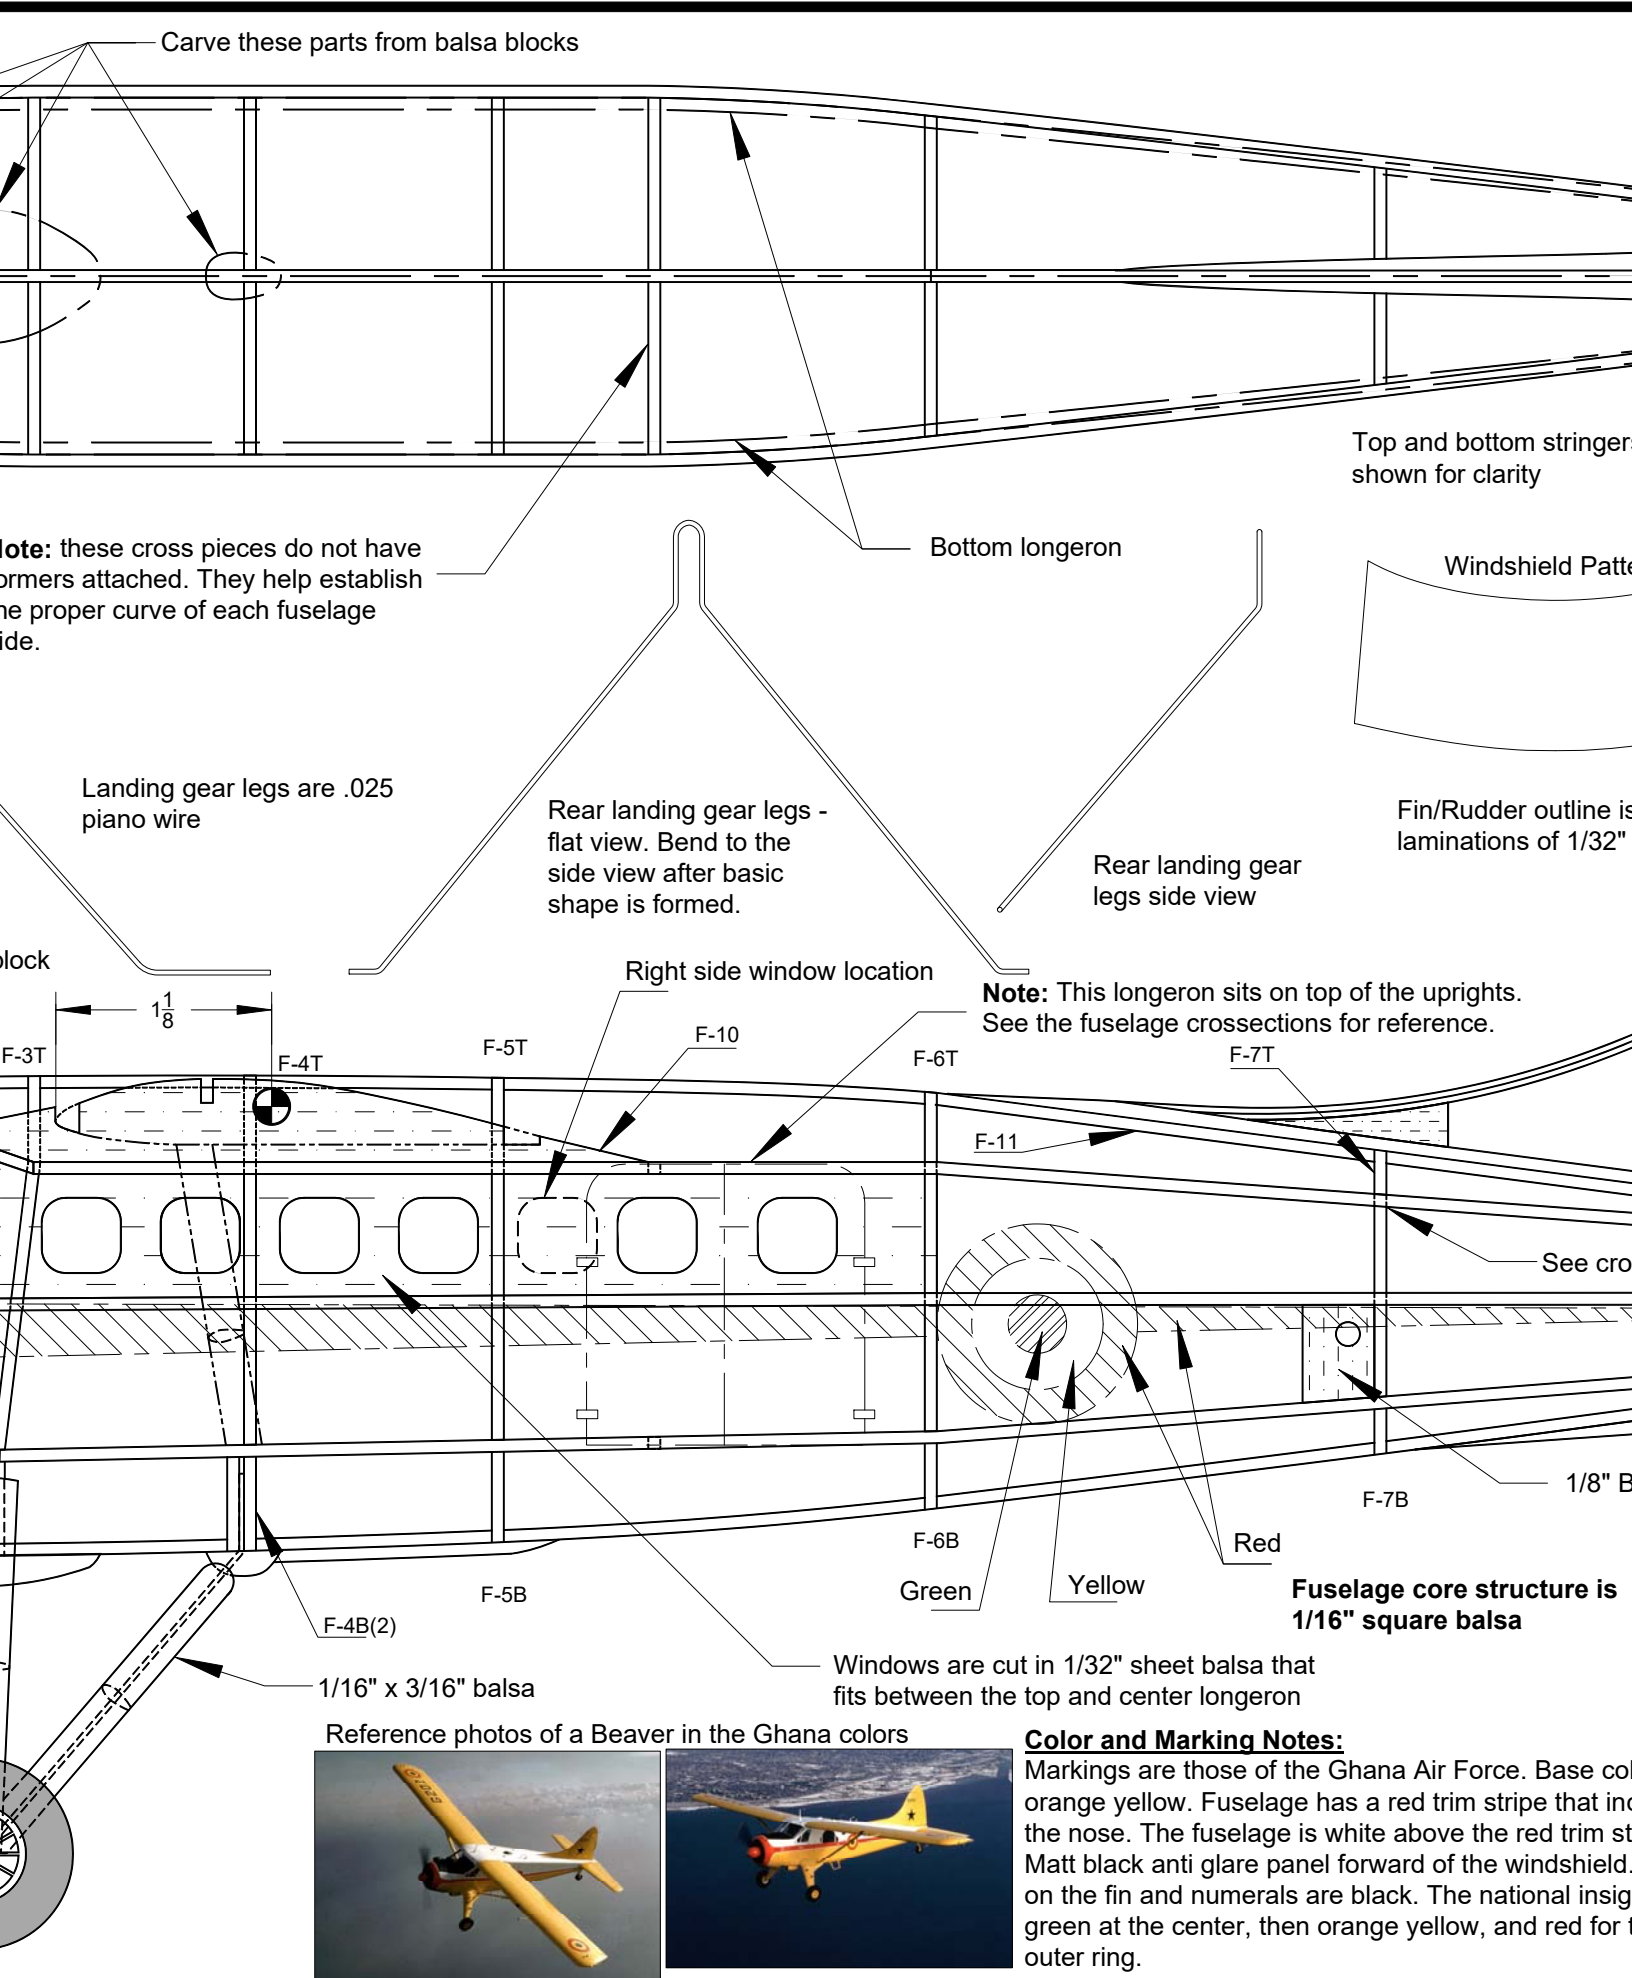 Carve these parts from balsa blocks
Top and bottom stringers
shown for clarity
Note: these cross pieces do not have
formers attached. They help establish
the proper curve of each fuselage
side.
Bottom longeron
Windshield Patte
Landing gear legs are .025
piano wire
Rear landing gear legs -
flat view. Bend to the
side view after basic
shape is formed.
Rear landing gear
legs side view
Fin/Rudder outline is
laminations of 1/32"
block
Right side window location
Note: This longeron sits on top of the uprights.
See the fuselage crossections for reference.
1 1/8
F-3T
F-4T
F-5T
F-10
F-6T
F-7T
F-11
See cro
1/8" B
F-7B
F-6B
Red
Green
Yellow
F-5B
F-4B(2)
Fuselage core structure is
1/16" square balsa
1/16" x 3/16" balsa
Windows are cut in 1/32" sheet balsa that
fits between the top and center longeron
Reference photos of a Beaver in the Ghana colors
G202
Color and Marking Notes:
Markings are those of the Ghana Air Force. Base col
orange yellow. Fuselage has a red trim stripe that inc
the nose. The fuselage is white above the red trim st
Matt black anti glare panel forward of the windshield.
on the fin and numerals are black. The national insig
green at the center, then orange yellow, and red for t
outer ring.